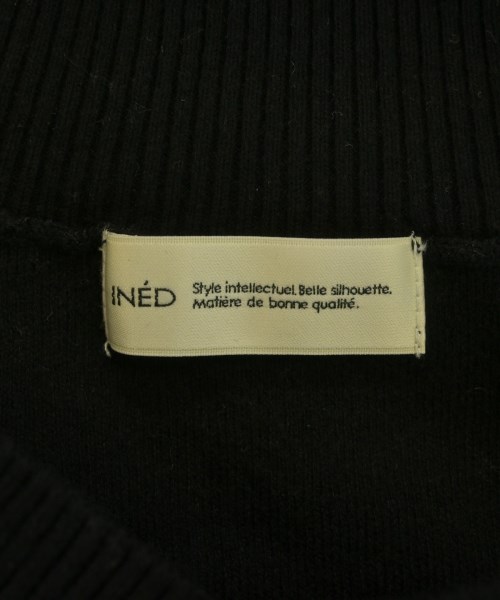 INÉD
Style intellectuel. Belle silhouette.
Matière de bonne qualité.